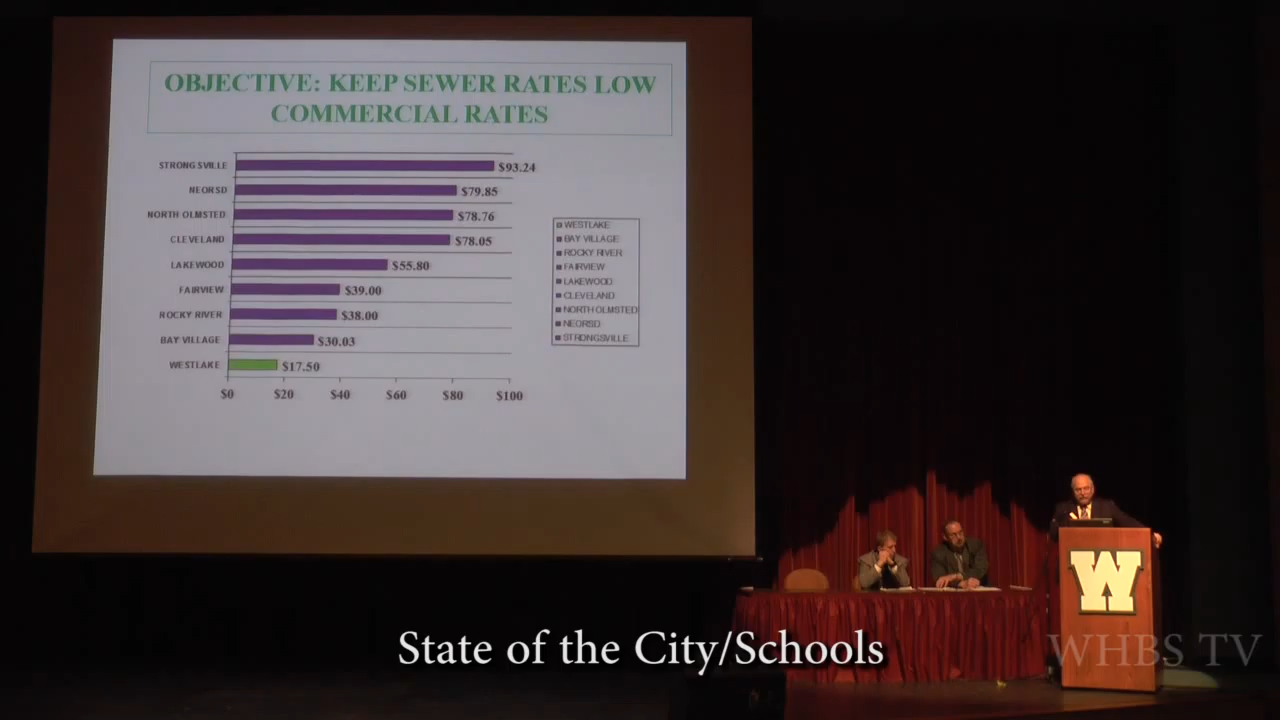 OBJECTIVE: KEEP SEWER RATES LOW
COMMERCIAL RATES
STRONGSVILLE $93.24
NEORSD $79.85
NORTH OLMSTED $78.76
CLEVELAND $78.05
LAKEWOOD $55.80
FAIRVIEW $39.00
ROCKY RIVER $38.00
BAY VILLAGE $30.03
WESTLAKE $17.50
$0 $20 $40 $60 $80 $100
WESTLAKE
BAY VILLAGE
ROCKY RIVER
FAIRVIEW
LAKEWOOD
CLEVELAND
NORTH OLMSTED
NEORSD
STRONGSVILLE
W
State of the City/Schools
WHBS TV